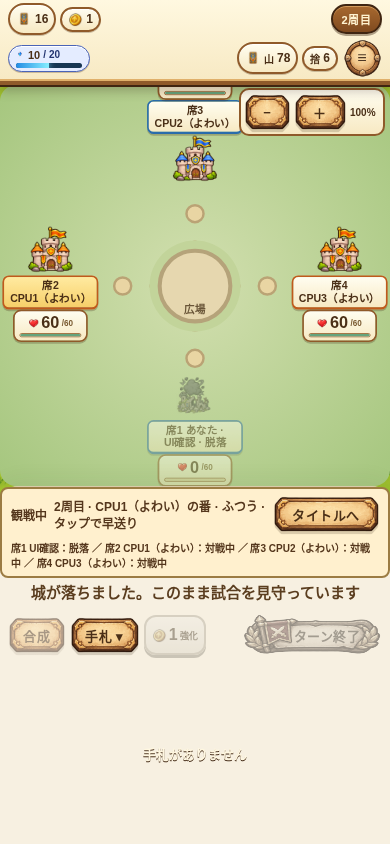 16
1
2周目
10 / 20
山 78
捨 6
席3
CPU2（よわい）
100%
席2
CPU1（よわい）
60 /60
席4
CPU3（よわい）
60 /60
広場
席1 あなた・
UI確認・脱落
0 /60
観戦中
2周目 · CPU1（よわい）の番 · ふつう ·
タップで早送り
タイトルへ
席1 UI確認：脱落 ／ 席2 CPU1（よわい）：対戦中 ／ 席3 CPU2（よわい）：対戦
中 ／ 席4 CPU3（よわい）：対戦中
城が落ちました。このまま試合を見守っています
合成
手札 ▾
1 強化
ターン終了
手札がありません